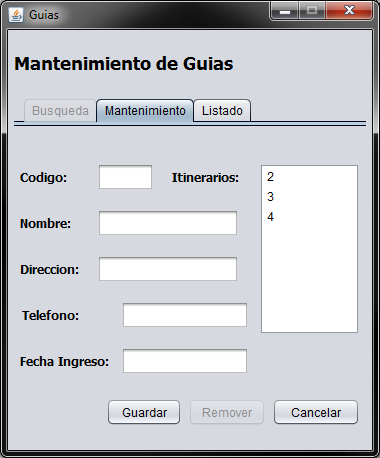 Guias
Mantenimiento de Guias
Busqueda Mantenimiento Listado
Codigo: Itinerarios: 2
3
4
Nombre:
Direccion:
Telefono:
Fecha Ingreso:
Guardar Remover Cancelar